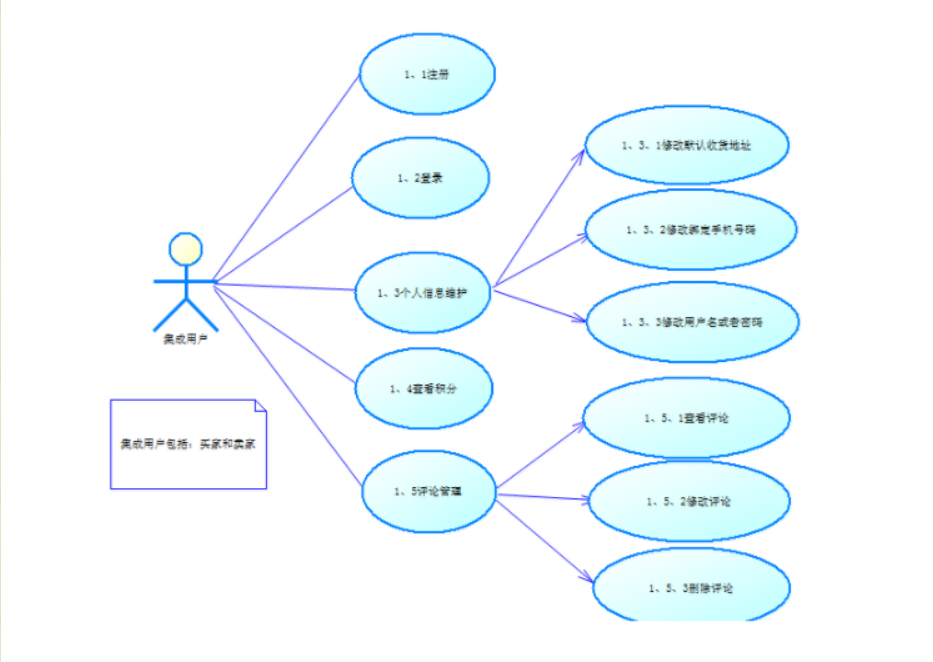 1、1注册
1、2登录
1、3个人信息维护
1、4查看积分
1、5评论管理
1、3、1修改默认收货地址
1、3、2修改绑定手机号码
1、3、3修改用户名或者密码
1、5、1查看评论
1、5、2修改评论
1、5、3删除评论
集成用户
集成用户包括：买家和卖家